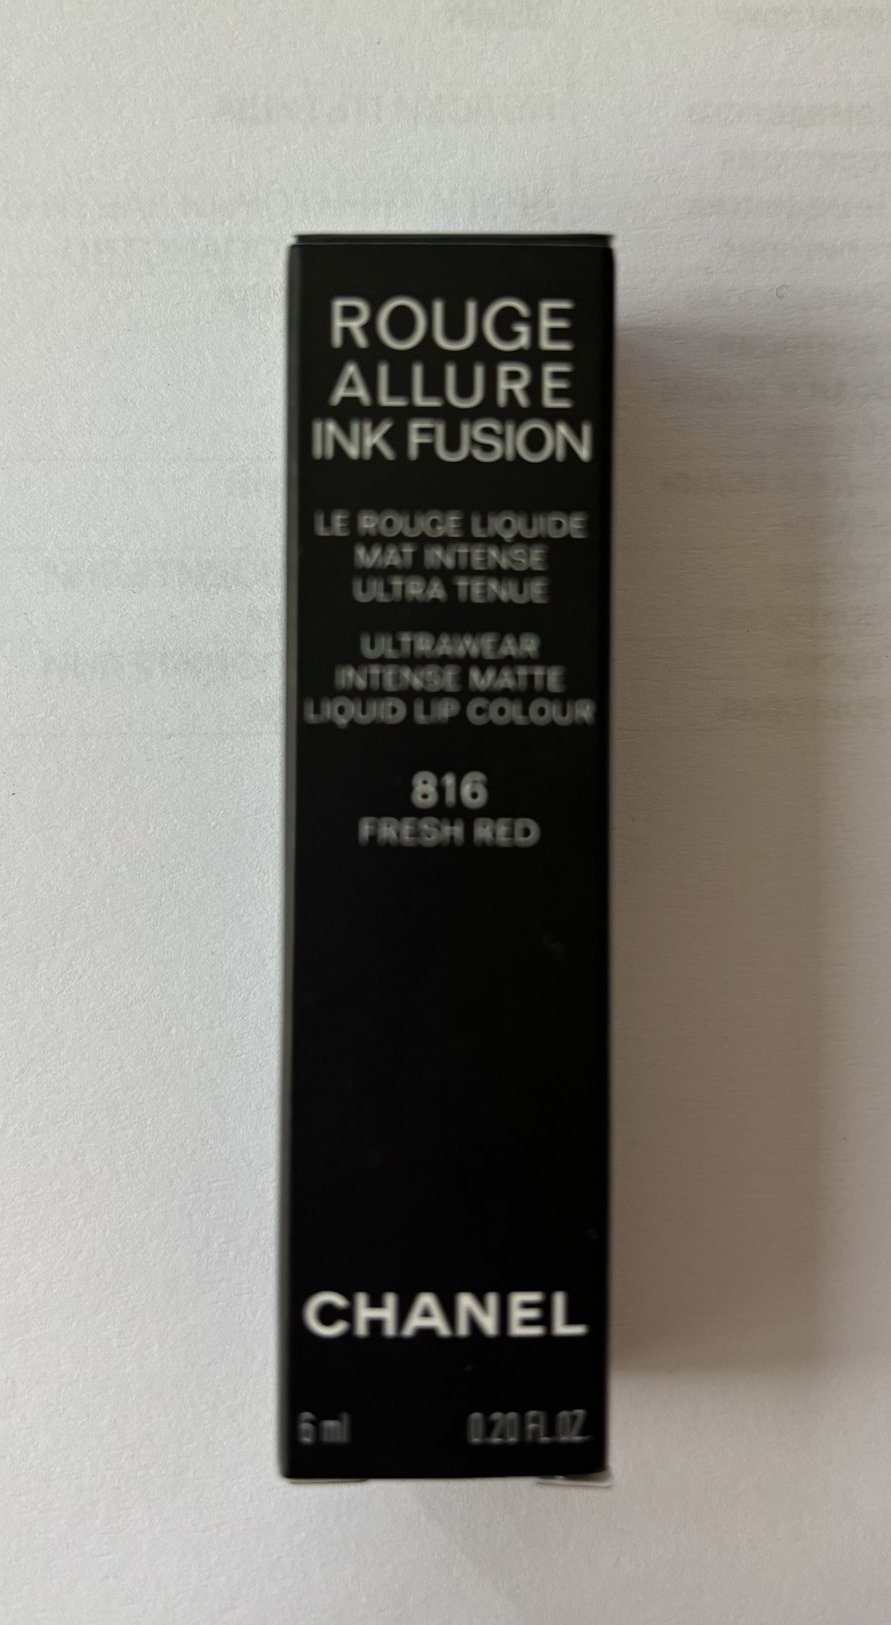 ROUGE
ALLURE
INK FUSION
LE ROUGE LIQUIDE
MAT INTENSE
ULTRA TENUE
ULTRAWEAR
INTENSE MATTE
LIQUID LIP COLOUR
816
FRESH RED
CHANEL
6 ml 0.20 FL.OZ.